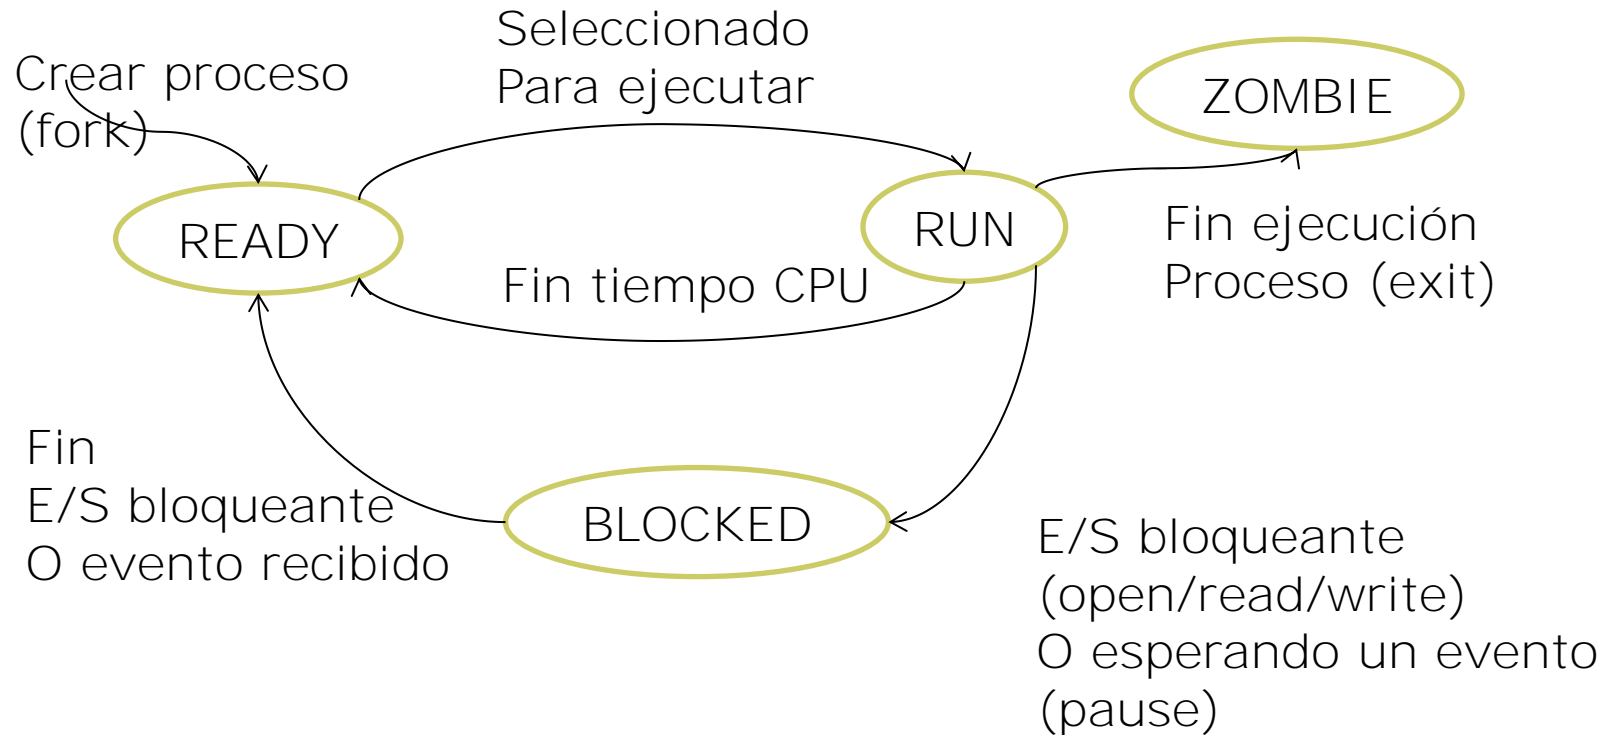 Seleccionado
Para ejecutar
Crear proceso
(fork)
ZOMBIE
READY
RUN
Fin ejecución
Proceso (exit)
Fin tiempo CPU
Fin
E/S bloqueante
O evento recibido
BLOCKED
E/S bloqueante
(open/read/write)
O esperando un evento
(pause)